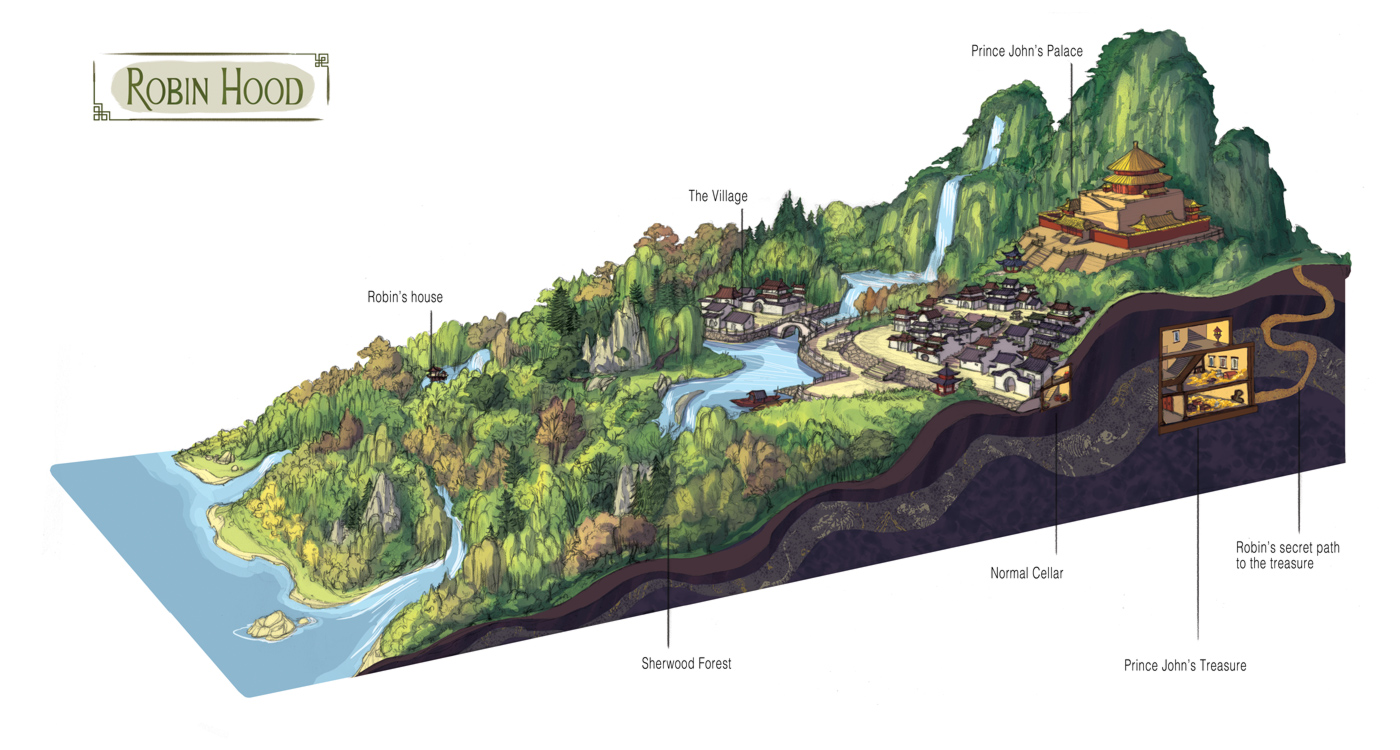 ROBIN HOOD
Prince John's Palace
The Village
Robin's house
Robin's secret path
to the treasure
Normal Cellar
Sherwood Forest
Prince John's Treasure